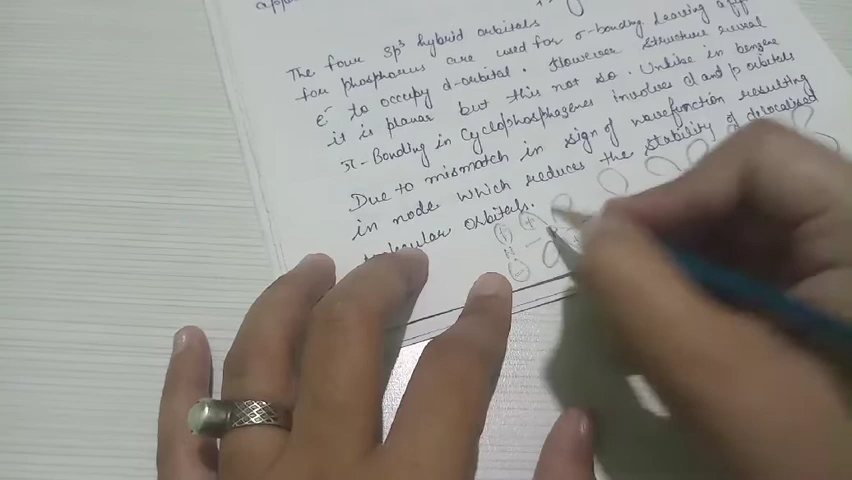 The four sp³ hybrid orbitals
for phosphorus are used for σ-bonding leaving a
e⁻ to occupy d-orbital. However structure reveal
it is planar but this not so. Unlike in benzene
π-Bonding in Cyclophosphazenes involves d and p orbitals
Due to mismatch in sign of wavefunction resulting
in node which reduces the stability of delocalised
molecular orbitals.
+ +
N -
-